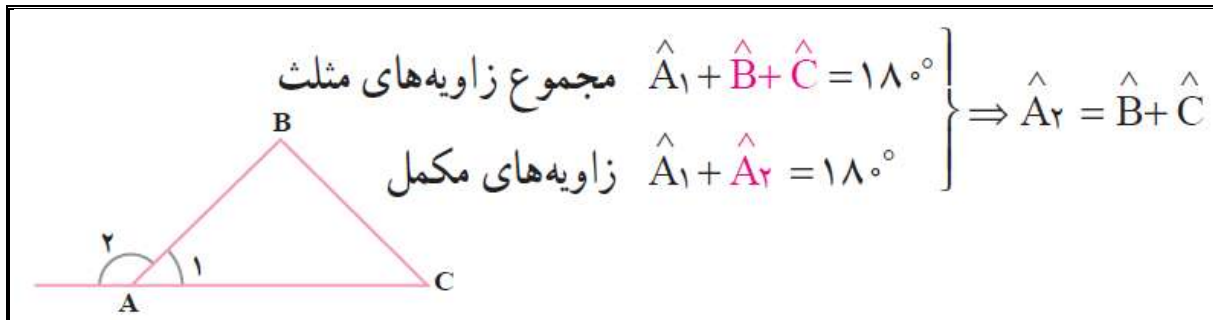 مجموع زاویه‌های مثلث Â۱ + B̂ + Ĉ = ۱۸۰°
زاویه‌های مکمل Â۱ + Â۲ = ۱۸۰°
} ⇒ Â۲ = B̂ + Ĉ
B
۲
۱
A
C